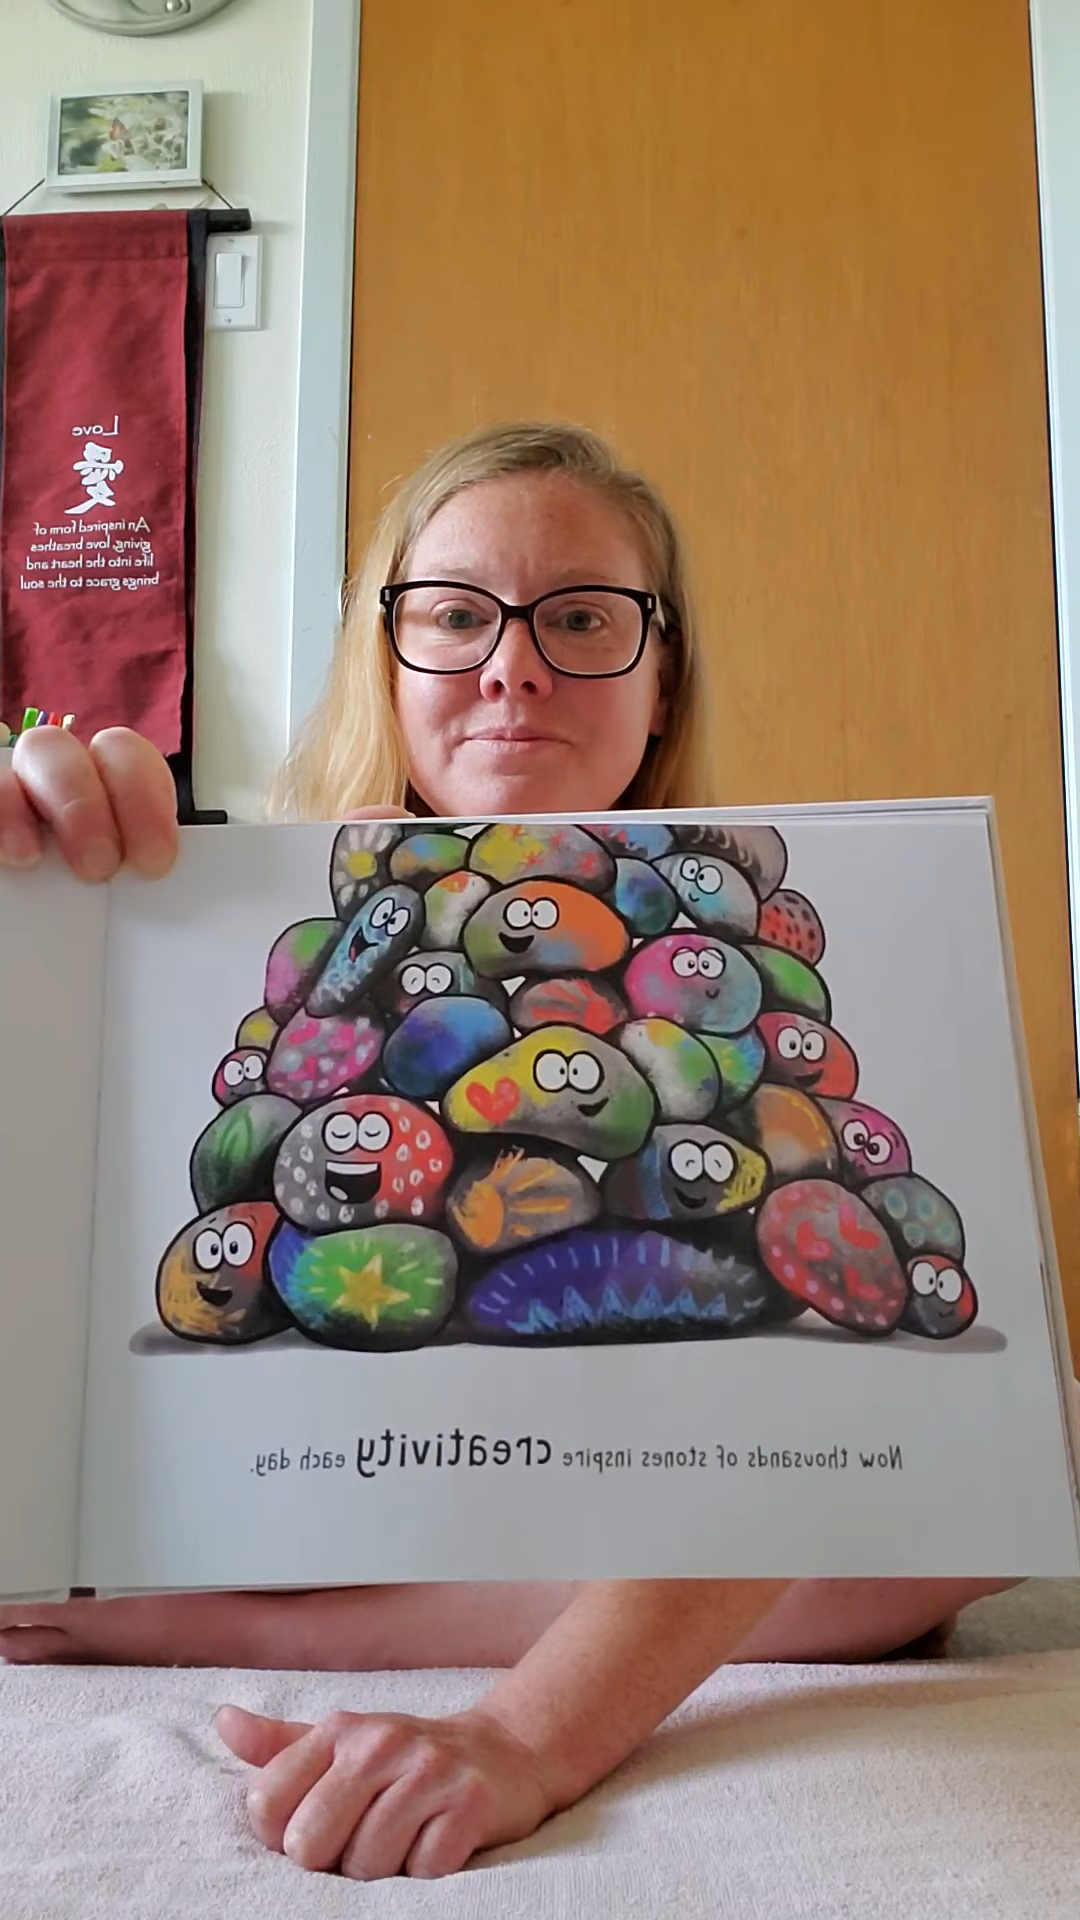 Love
愛
An inspired form of
giving, love breathes
life into the heart and
brings grace to the soul
Now thousands of stones inspire creativity each day.